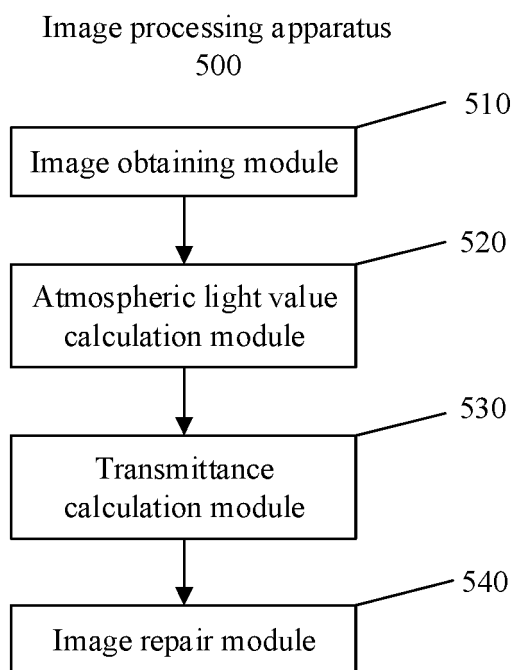 Image processing apparatus
500
510
Image obtaining module
520
Atmospheric light value
calculation module
530
Transmittance
calculation module
540
Image repair module